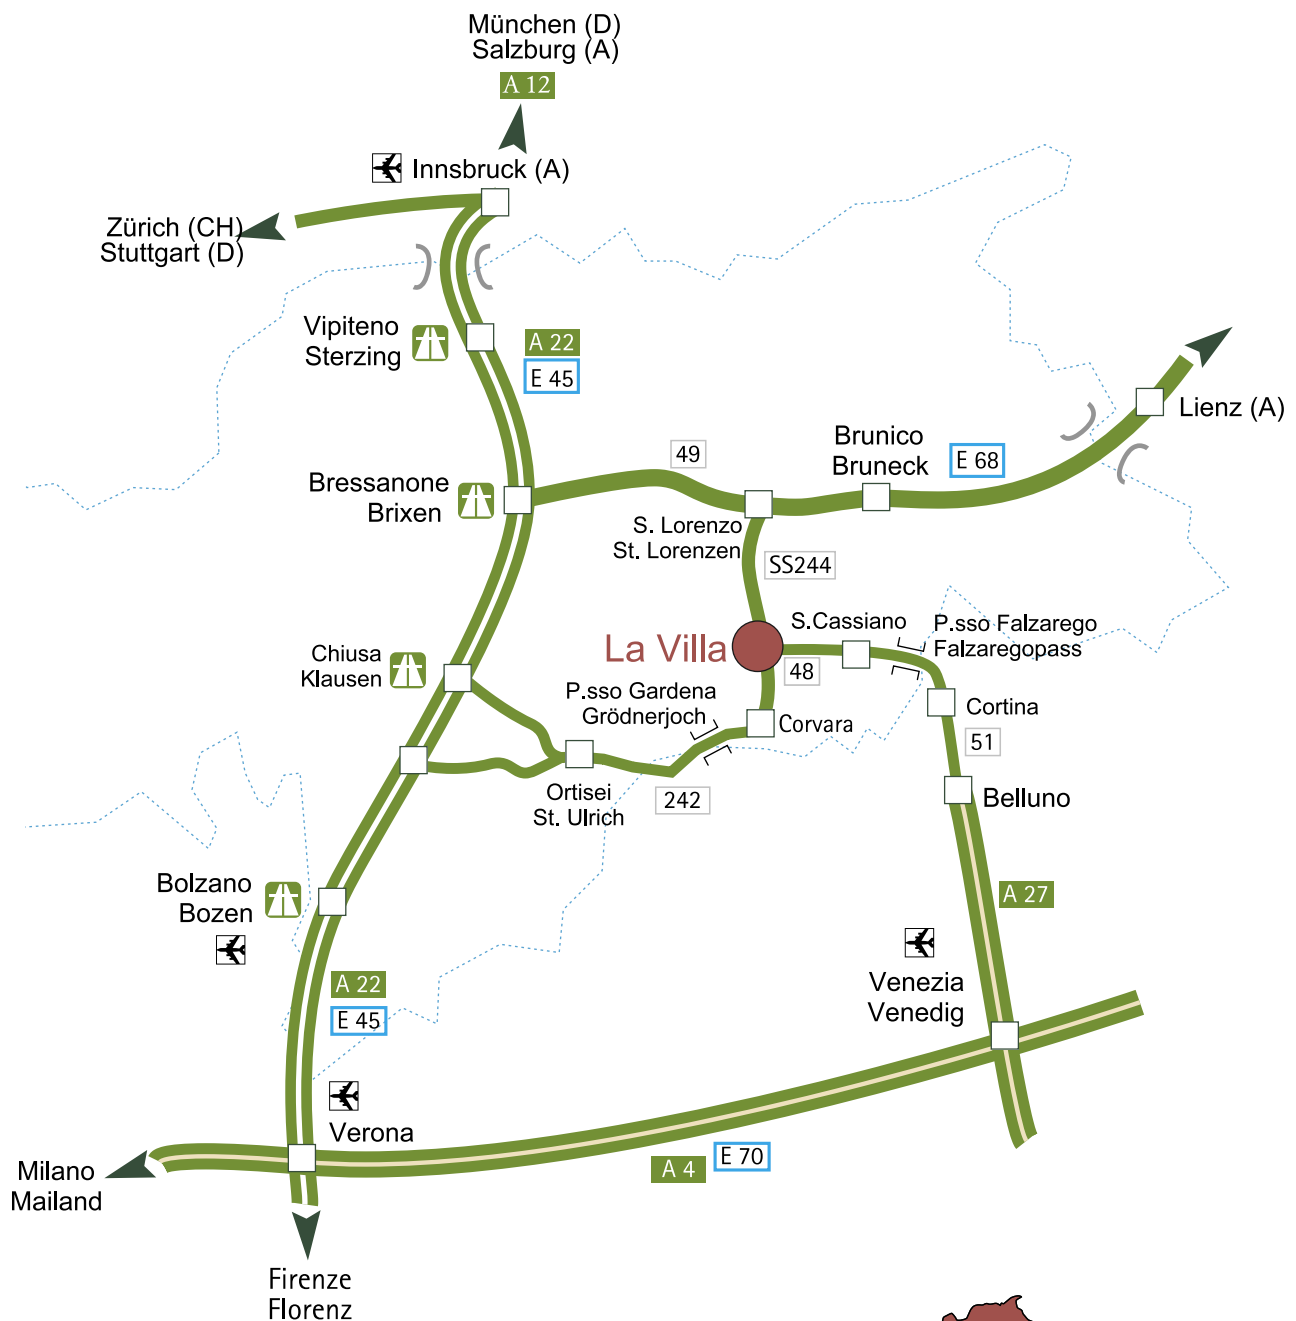 München (D)
Salzburg (A)
A 12
Innsbruck (A)
Zürich (CH)
Stuttgart (D)
Vipiteno
Sterzing
A 22
E 45
Lienz (A)
Brunico
Bruneck
E 68
49
Bressanone
Brixen
S. Lorenzo
St. Lorenzen
SS244
S.Cassiano
P.sso Falzarego
Falzaregopass
La Villa
48
Chiusa
Klausen
P.sso Gardena
Grödnerjoch
Corvara
Cortina
51
Ortisei
St. Ulrich
242
Belluno
Bolzano
Bozen
A 27
A 22
E 45
Venezia
Venedig
Verona
A 4
E 70
Milano
Mailand
Firenze
Florenz